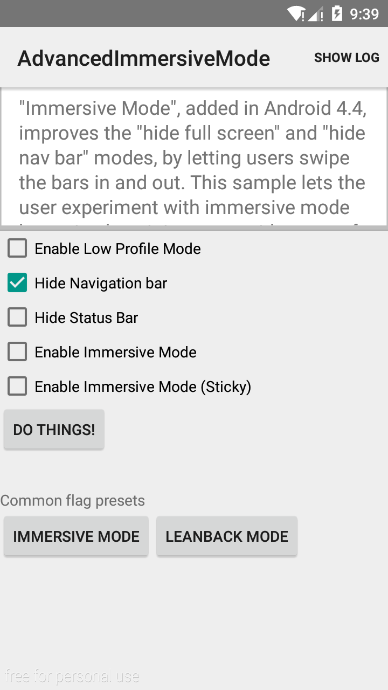 9:39
AdvancedImmersiveMode
SHOW LOG
"Immersive Mode", added in Android 4.4,
improves the "hide full screen" and "hide
nav bar" modes, by letting users swipe
the bars in and out. This sample lets the
user experiment with immersive mode
Enable Low Profile Mode
Hide Navigation bar
Hide Status Bar
Enable Immersive Mode
Enable Immersive Mode (Sticky)
DO THINGS!
Common flag presets
IMMERSIVE MODE
LEANBACK MODE
free for personal use